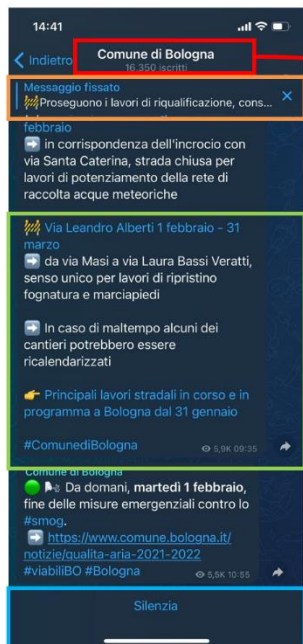 14:41
Indietro
Comune di Bologna
16.350 iscritti
Messaggio fissato
Proseguono i lavori di riqualificazione, cons...
febbraio
in corrispondenza dell'incrocio con
via Santa Caterina, strada chiusa per
lavori di potenziamento della rete di
raccolta acque meteoriche
Via Leandro Alberti 1 febbraio - 31
marzo
da via Masi a via Laura Bassi Veratti,
senso unico per lavori di ripristino
fognatura e marciapiedi
In caso di maltempo alcuni dei
cantieri potrebbero essere
ricalendarizzati
Principali lavori stradali in corso e in
programma a Bologna dal 31 gennaio
#ComunediBologna 5,9K 09:35
Comune di Bologna
Da domani, martedì 1 febbraio,
fine delle misure emergenziali contro lo
#smog.
https://www.comune.bologna.it/
notizie/qualita-aria-2021-2022
#viabiliBO #Bologna 5,5K 10:55
Silenzia